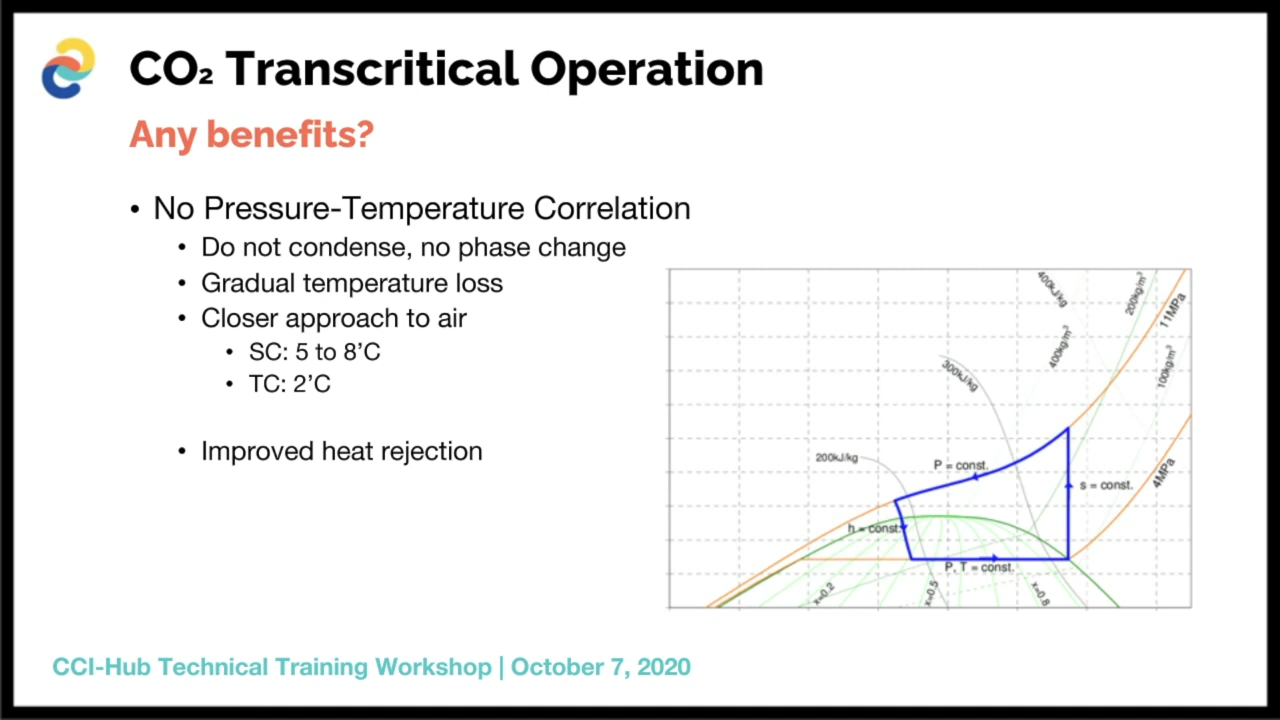 CO₂ Transcritical Operation
Any benefits?
• No Pressure-Temperature Correlation
• Do not condense, no phase change
• Gradual temperature loss
• Closer approach to air
• SC: 5 to 8'C
• TC: 2'C
• Improved heat rejection
400kJ/kg
200kg/m³
11MPa
400kg/m³
100kg/m³
300kJ/kg
200kJ/kg
P = const.
4MPa
s = const.
h = const.
P, T = const.
x=0.2
x=0.5
x=0.8
CCI-Hub Technical Training Workshop | October 7, 2020